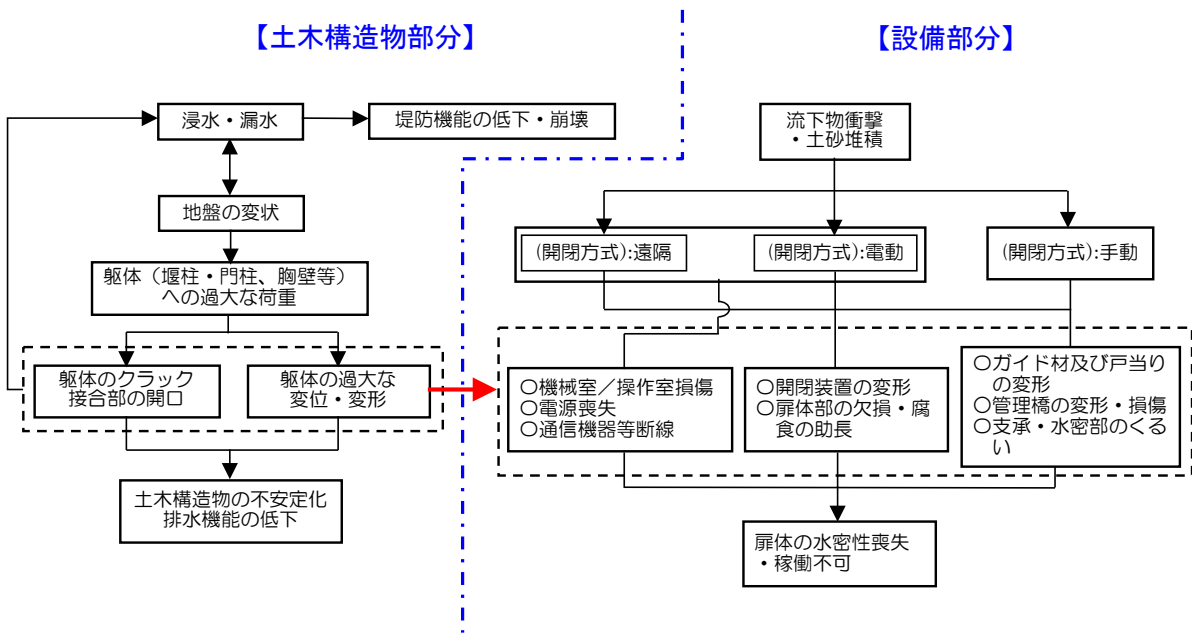 【土木構造物部分】
【設備部分】
浸水・漏水
堤防機能の低下・崩壊
地盤の変状
躯体（堰柱・門柱、胸壁等）
への過大な荷重
躯体のクラック
接合部の開口
躯体の過大な
変位・変形
土木構造物の不安定化
排水機能の低下
流下物衝撃
・土砂堆積
(開閉方式):遠隔
(開閉方式):電動
(開閉方式):手動
〇機械室／操作室損傷
〇電源喪失
〇通信機器等断線
〇開閉装置の変形
〇扉体部の欠損・腐
食の助長
〇ガイド材及び戸当り
の変形
〇管理橋の変形・損傷
〇支承・水密部のくる
い
扉体の水密性喪失
・稼働不可